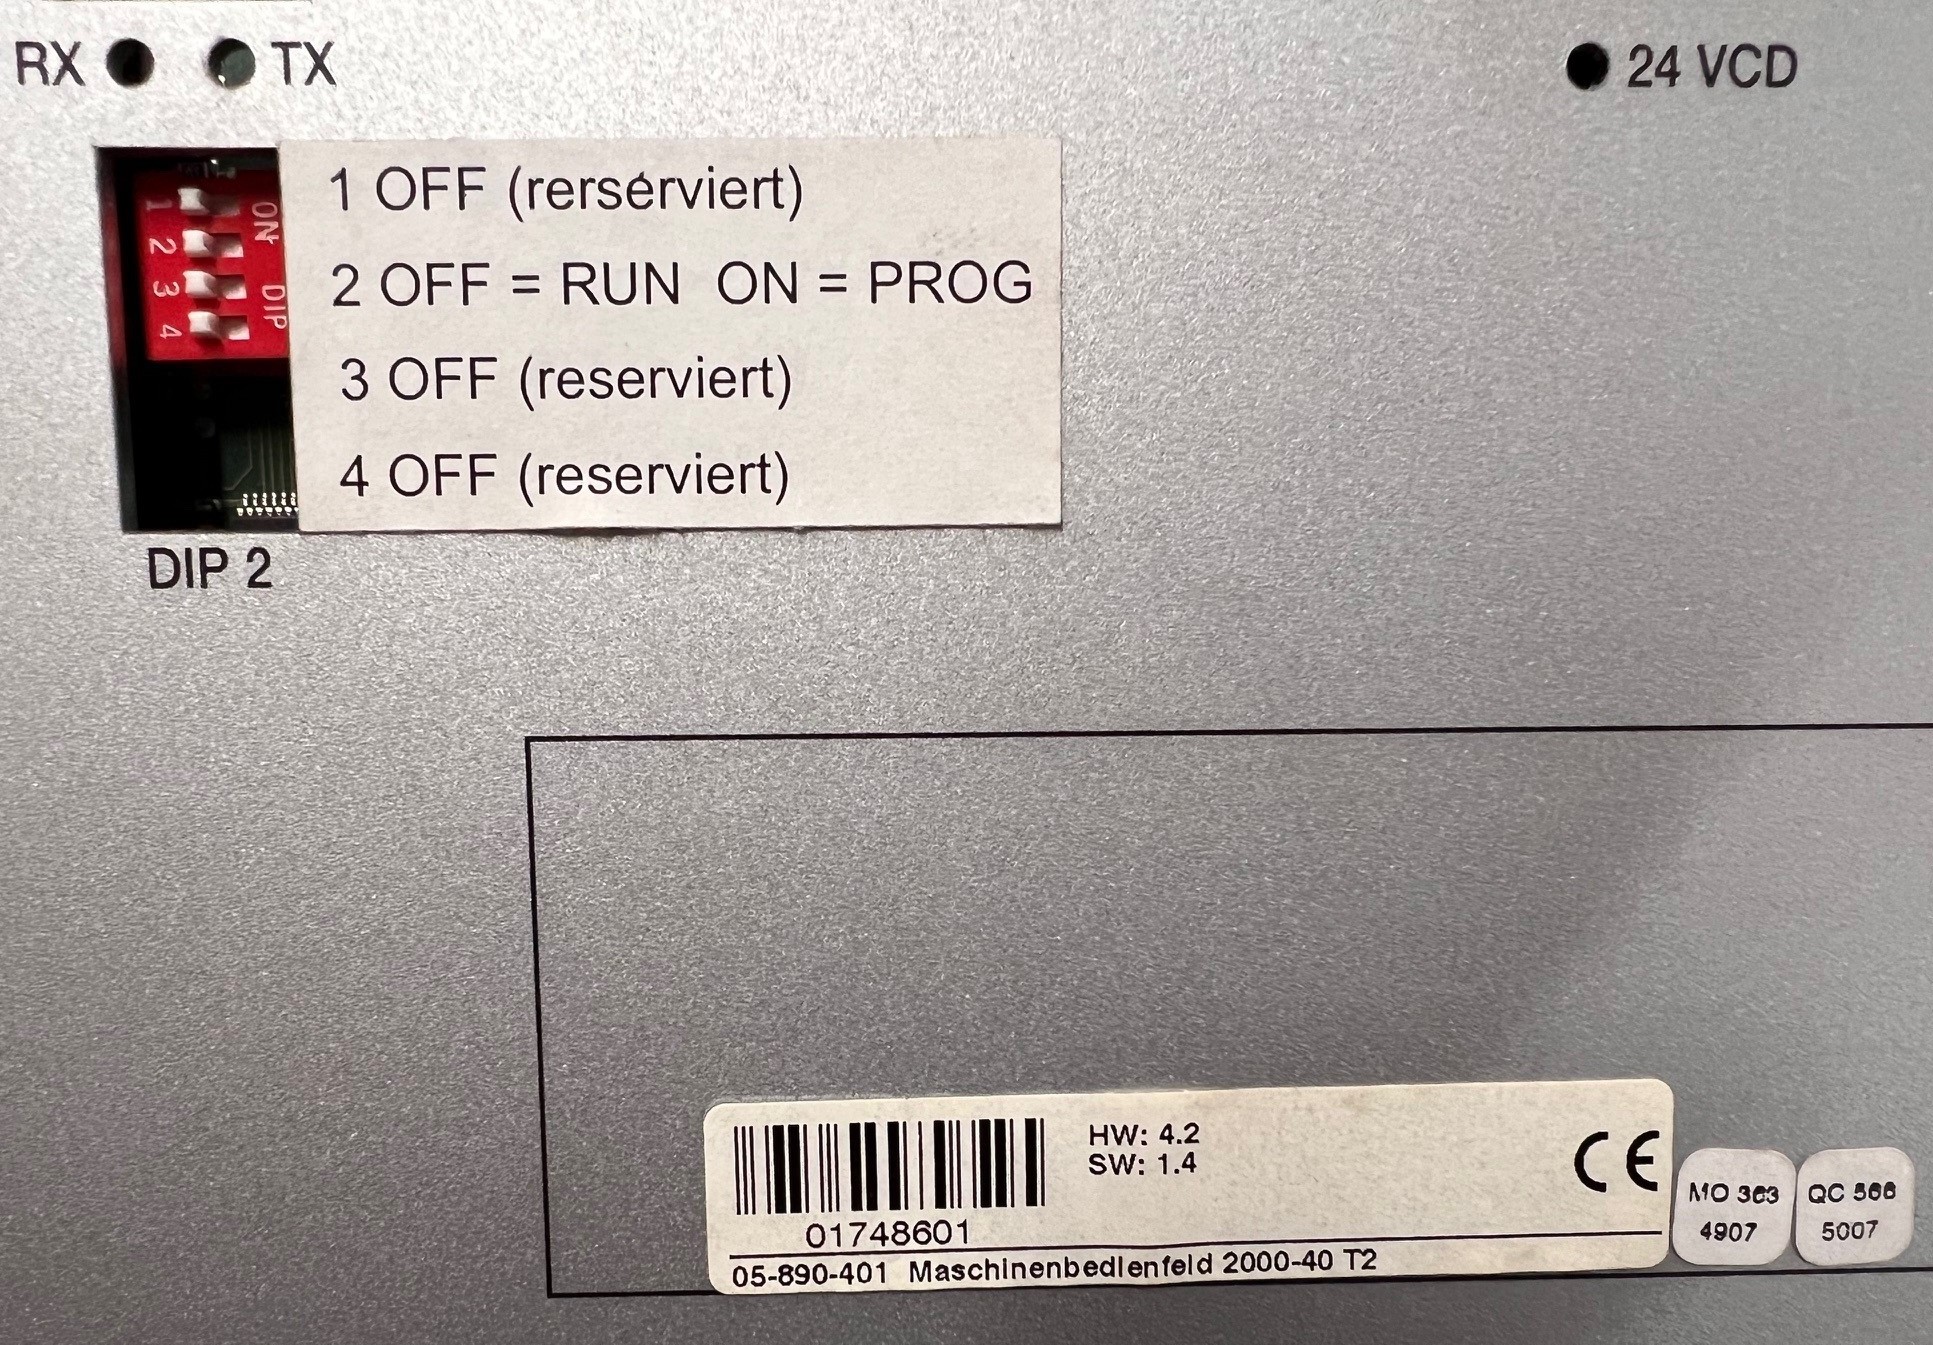 RX TX
24 VCD
1 OFF (rerserviert)
2 OFF = RUN ON = PROG
3 OFF (reserviert)
4 OFF (reserviert)
ON DIP
1
2
3
4
DIP 2
HW: 4.2
SW: 1.4
CE
01748601
05-890-401 Maschinenbedienfeld 2000-40 T2
MO 363
4907
QC 566
5007